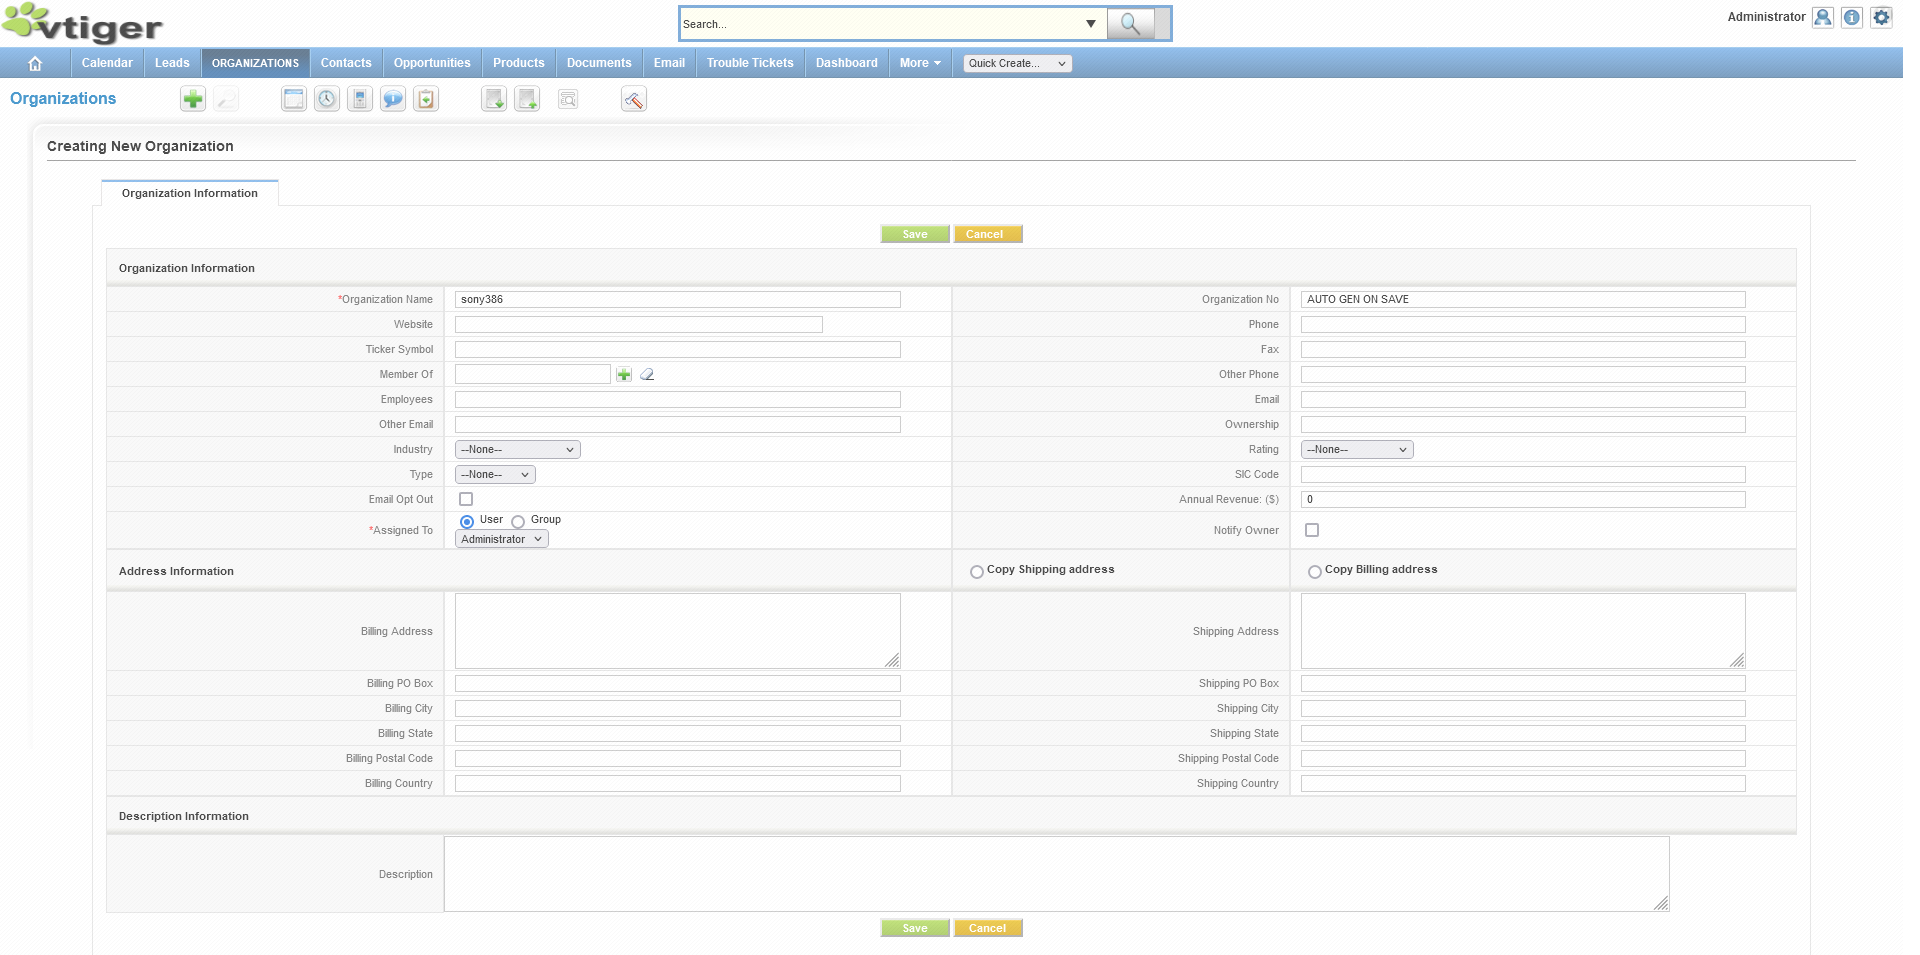 vtiger
Search...
Administrator
Calendar Leads ORGANIZATIONS Contacts Opportunities Products Documents Email Trouble Tickets Dashboard More Quick Create...
Organizations
Creating New Organization
Organization Information
Save Cancel
Organization Information
*Organization Name sony386 Organization No AUTO GEN ON SAVE
Website Phone
Ticker Symbol Fax
Member Of Other Phone
Employees Email
Other Email Ownership
Industry --None-- Rating --None--
Type --None-- SIC Code
Email Opt Out Annual Revenue: ($) 0
*Assigned To User Group Administrator Notify Owner
Address Information Copy Shipping address Copy Billing address
Billing Address Shipping Address
Billing PO Box Shipping PO Box
Billing City Shipping City
Billing State Shipping State
Billing Postal Code Shipping Postal Code
Billing Country Shipping Country
Description Information
Description
Save Cancel